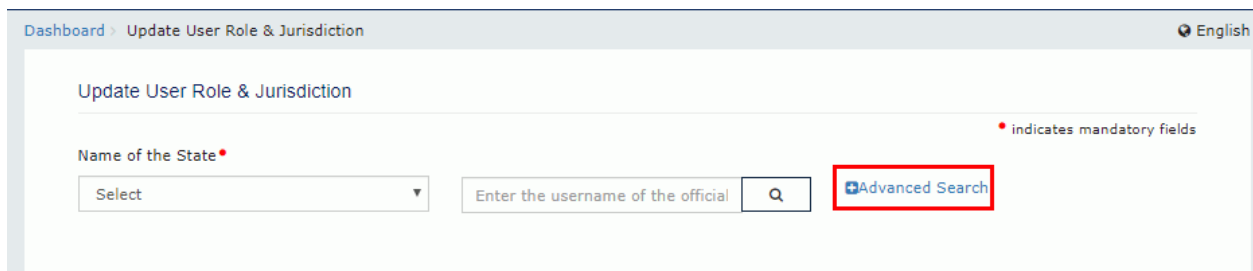 Dashboard > Update User Role & Jurisdiction English
Update User Role & Jurisdiction
• indicates mandatory fields
Name of the State•
Select Enter the username of the official Advanced Search